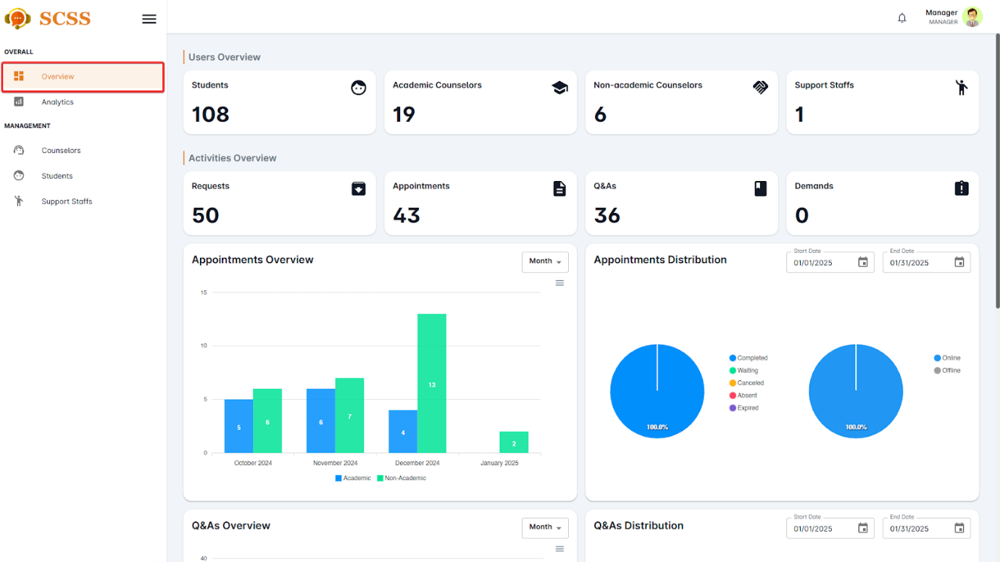 SCSS
Manager
MANAGER
OVERALL
Overview
Analytics
MANAGEMENT
Counselors
Students
Support Staffs
Users Overview
Students
108
Academic Counselors
19
Non-academic Counselors
6
Support Staffs
1
Activities Overview
Requests
50
Appointments
43
Q&As
36
Demands
0
Appointments Overview
Month
15
10
5
0
5
6
6
7
4
13
2
October 2024
November 2024
December 2024
January 2025
Academic
Non-Academic
Appointments Distribution
Start Date
01/01/2025
End Date
01/31/2025
100.0%
Completed
Waiting
Canceled
Absent
Expired
100.0%
Online
Offline
Q&As Overview
Month
40
Q&As Distribution
Start Date
01/01/2025
End Date
01/31/2025